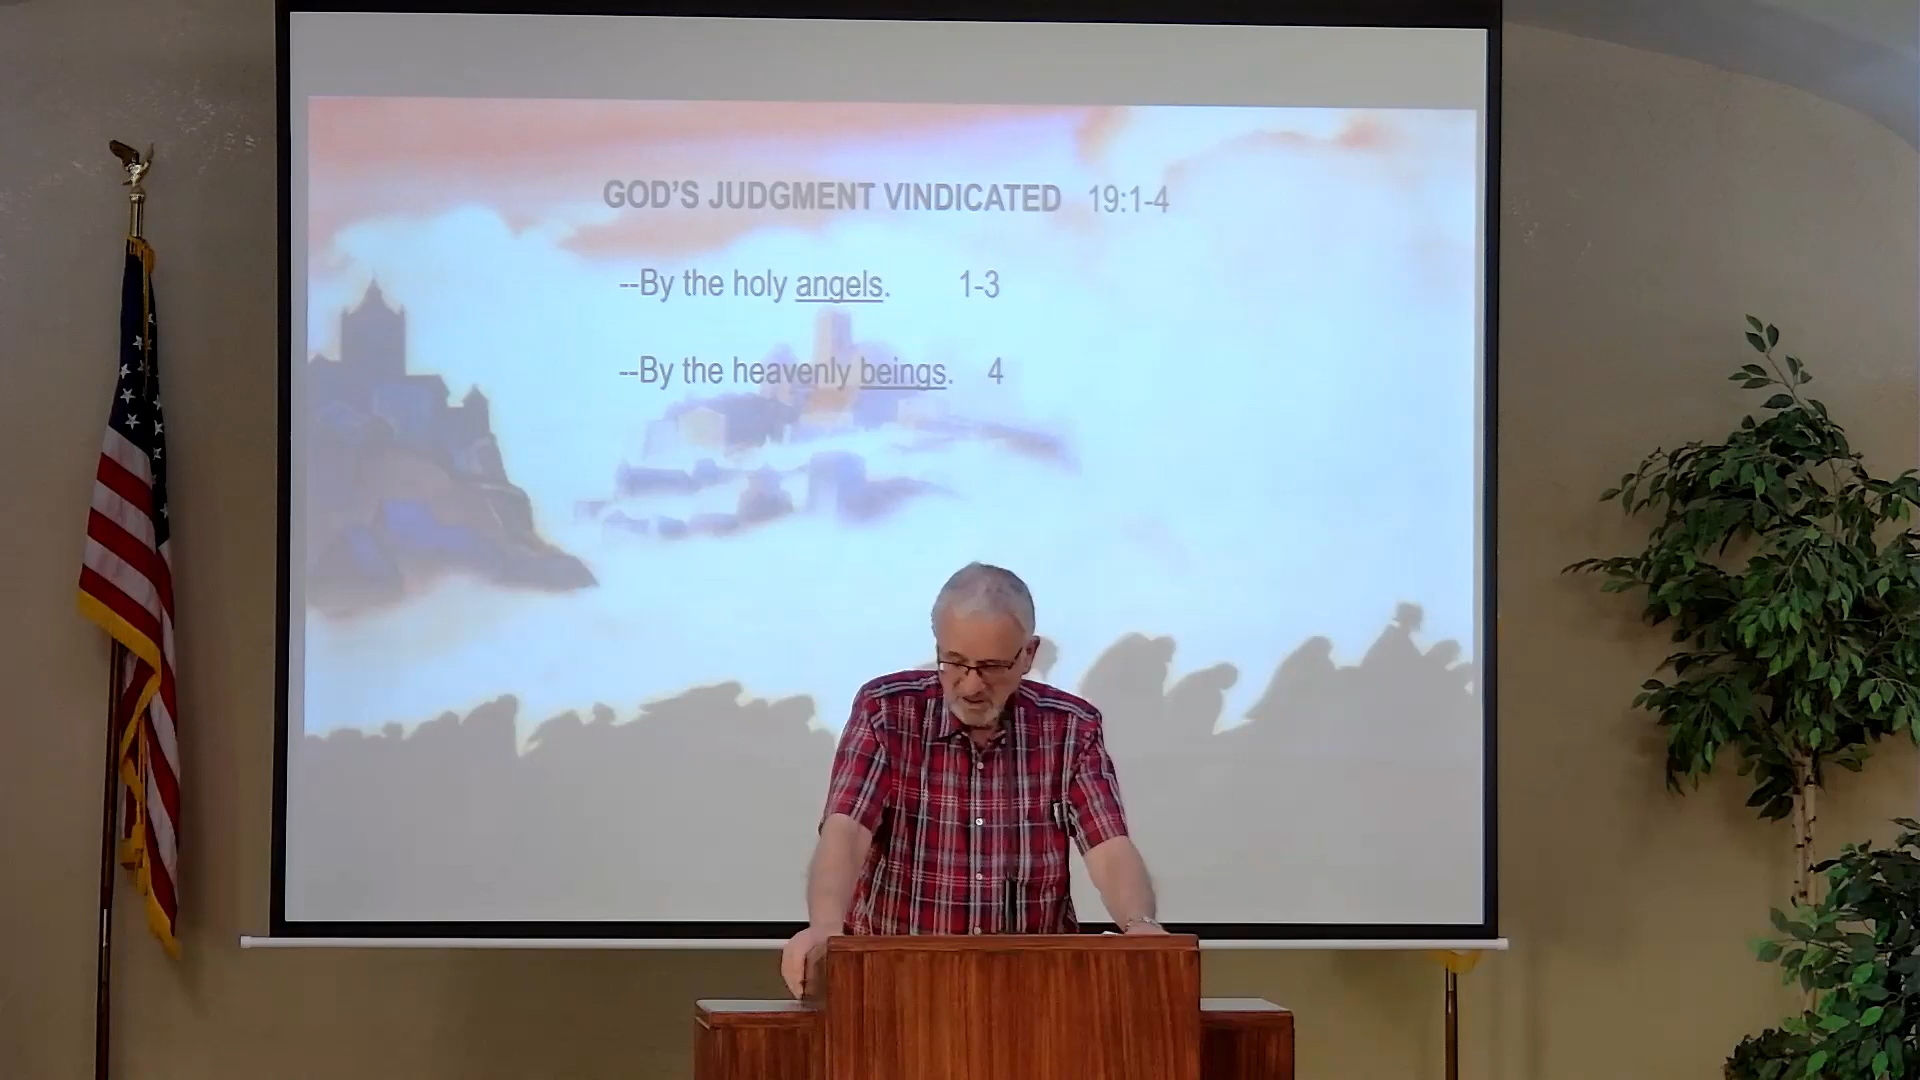 GOD’S JUDGMENT VINDICATED 19:1-4
--By the holy angels. 1-3
--By the heavenly beings. 4